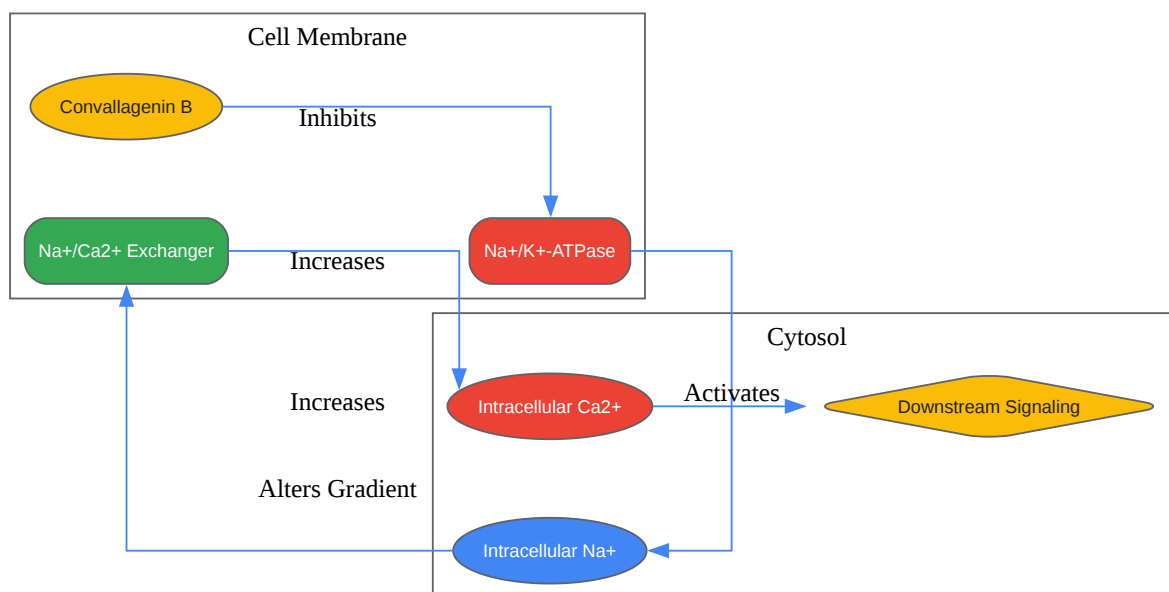 Cell Membrane
Convallagenin B
Inhibits
Na+/Ca2+ Exchanger
Increases
Na+/K+-ATPase
Cytosol
Increases
Intracellular Ca2+
Activates
Downstream Signaling
Alters Gradient
Intracellular Na+